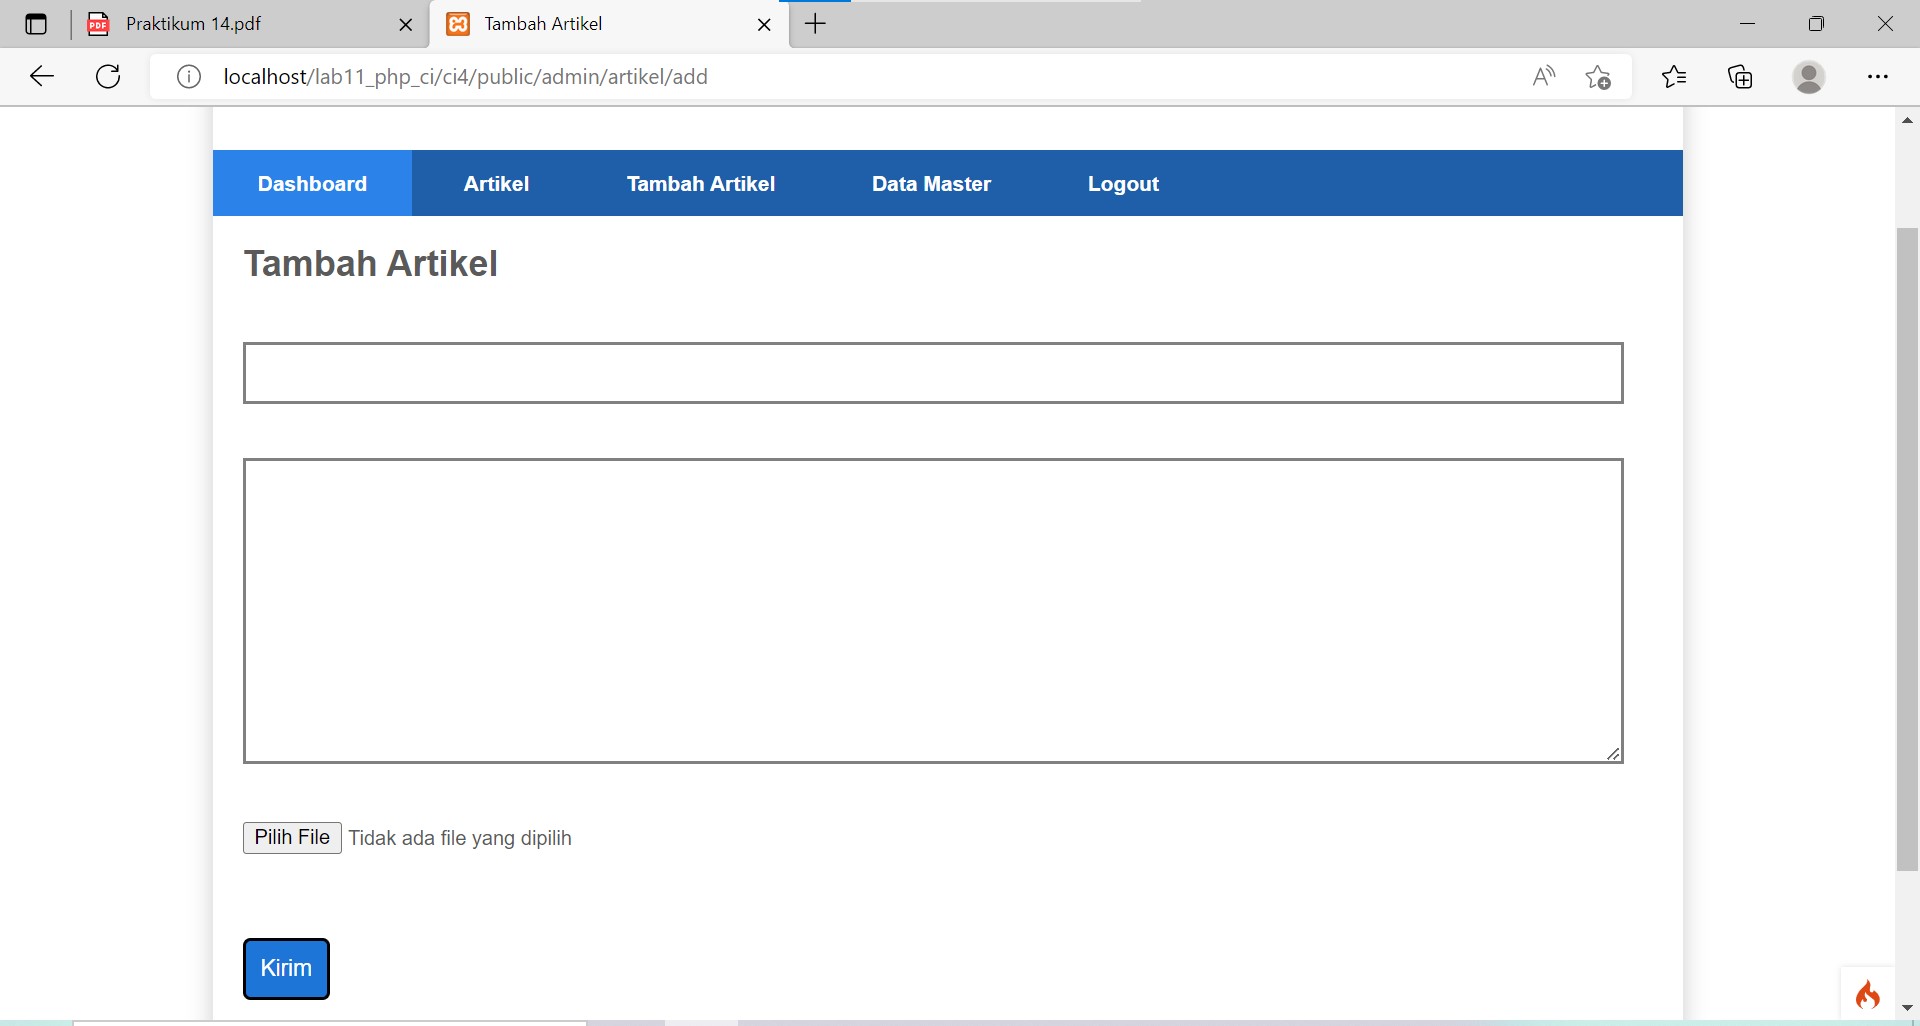 Praktikum 14.pdf
Tambah Artikel
localhost/lab11_php_ci/ci4/public/admin/artikel/add
Dashboard Artikel Tambah Artikel Data Master Logout
Tambah Artikel
Pilih File Tidak ada file yang dipilih
Kirim